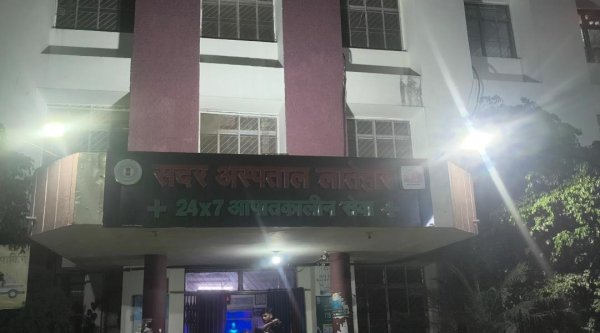 सदर अस्पताल लातेहार
24x7 आपातकालीन सेवा